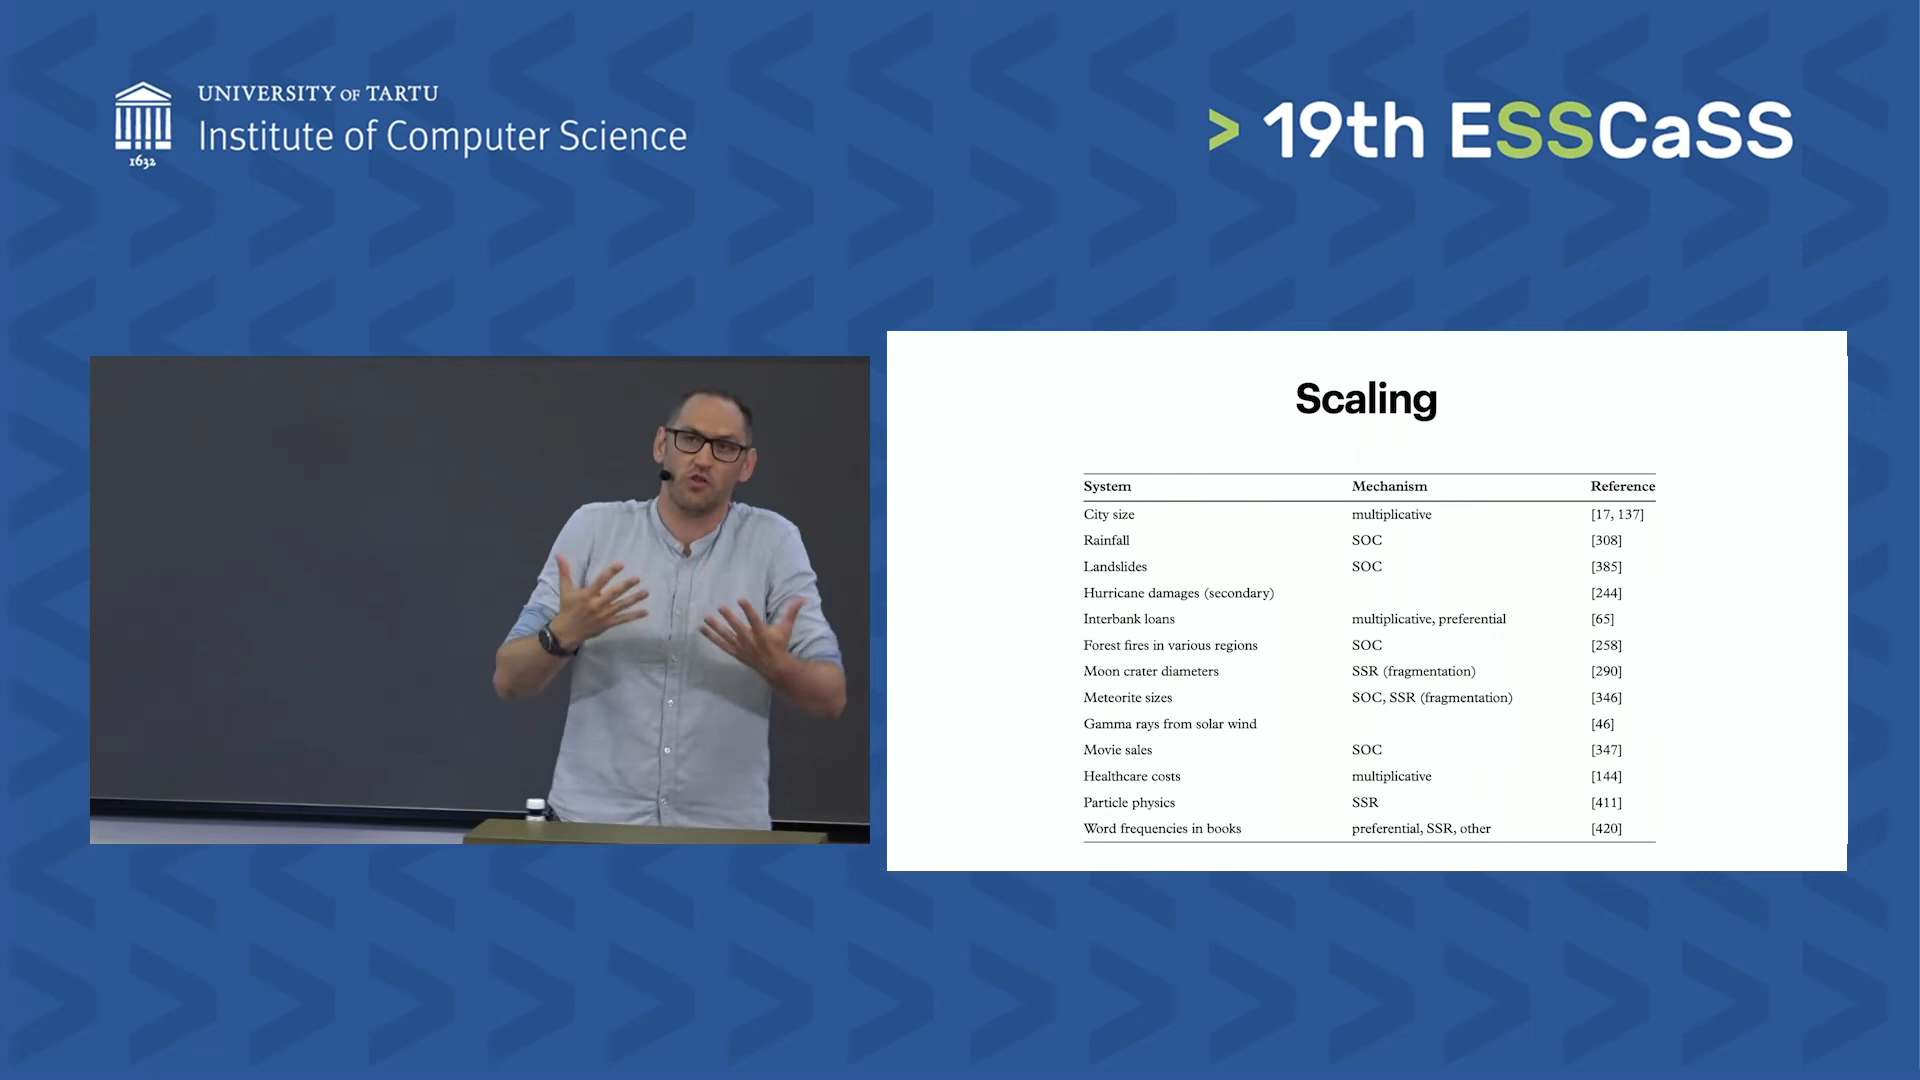 UNIVERSITY OF TARTU
Institute of Computer Science
1632
> 19th ESSCaSS
Scaling
System Mechanism Reference
City size multiplicative [17, 137]
Rainfall SOC [308]
Landslides SOC [385]
Hurricane damages (secondary) [244]
Interbank loans multiplicative, preferential [65]
Forest fires in various regions SOC [258]
Moon crater diameters SSR (fragmentation) [290]
Meteorite sizes SOC, SSR (fragmentation) [346]
Gamma rays from solar wind [46]
Movie sales SOC [347]
Healthcare costs multiplicative [144]
Particle physics SSR [411]
Word frequencies in books preferential, SSR, other [420]